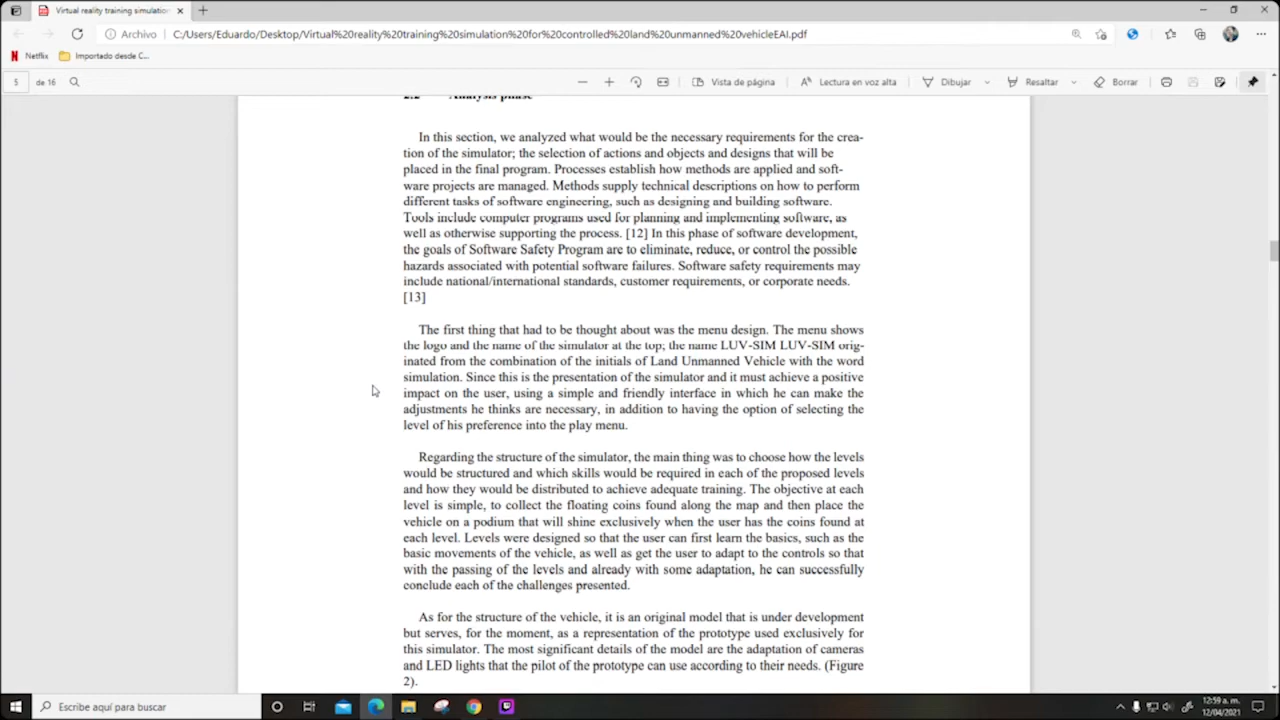 Virtual reality training simulation
Archivo C:/Users/Eduardo/Desktop/Virtual%20reality%20training%20simulation%20for%20controlled%20land%20unmanned%20vehicleEAI.pdf
Netflix Importado desde C...
5 de 16 Vista de página Lectura en voz alta Dibujar Resaltar Borrar
2.2 Analysis phase
In this section, we analyzed what would be the necessary requirements for the crea-
tion of the simulator; the selection of actions and objects and designs that will be
placed in the final program. Processes establish how methods are applied and soft-
ware projects are managed. Methods supply technical descriptions on how to perform
different tasks of software engineering, such as designing and building software.
Tools include computer programs used for planning and implementing software, as
well as otherwise supporting the process. [12] In this phase of software development,
the goals of Software Safety Program are to eliminate, reduce, or control the possible
hazards associated with potential software failures. Software safety requirements may
include national/international standards, customer requirements, or corporate needs.
[13]
The first thing that had to be thought about was the menu design. The menu shows
the logo and the name of the simulator at the top; the name LUV-SIM LUV-SIM orig-
inated from the combination of the initials of Land Unmanned Vehicle with the word
simulation. Since this is the presentation of the simulator and it must achieve a positive
impact on the user, using a simple and friendly interface in which he can make the
adjustments he thinks are necessary, in addition to having the option of selecting the
level of his preference into the play menu.
Regarding the structure of the simulator, the main thing was to choose how the levels
would be structured and which skills would be required in each of the proposed levels
and how they would be distributed to achieve adequate training. The objective at each
level is simple, to collect the floating coins found along the map and then place the
vehicle on a podium that will shine exclusively when the user has the coins found at
each level. Levels were designed so that the user can first learn the basics, such as the
basic movements of the vehicle, as well as get the user to adapt to the controls so that
with the passing of the levels and already with some adaptation, he can successfully
conclude each of the challenges presented.
As for the structure of the vehicle, it is an original model that is under development
but serves, for the moment, as a representation of the prototype used exclusively for
this simulator. The most significant details of the model are the adaptation of cameras
and LED lights that the pilot of the prototype can use according to their needs. (Figure
2).
Escribe aquí para buscar
12:59 a. m.
12/04/2021